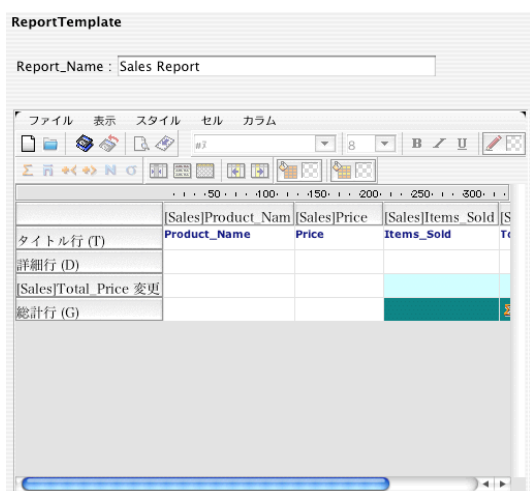 ReportTemplate
Report_Name : Sales Report
ファイル 表示 スタイル セル カラム
#3 8 B I U
Σ N σ
50 100 150 200 250 300
[Sales]Product_Nam [Sales]Price [Sales]Items_Sold [S
タイトル行 (T) Product_Name Price Items_Sold To
詳細行 (D)
[Sales]Total_Price 変更
総計行 (G) Σ